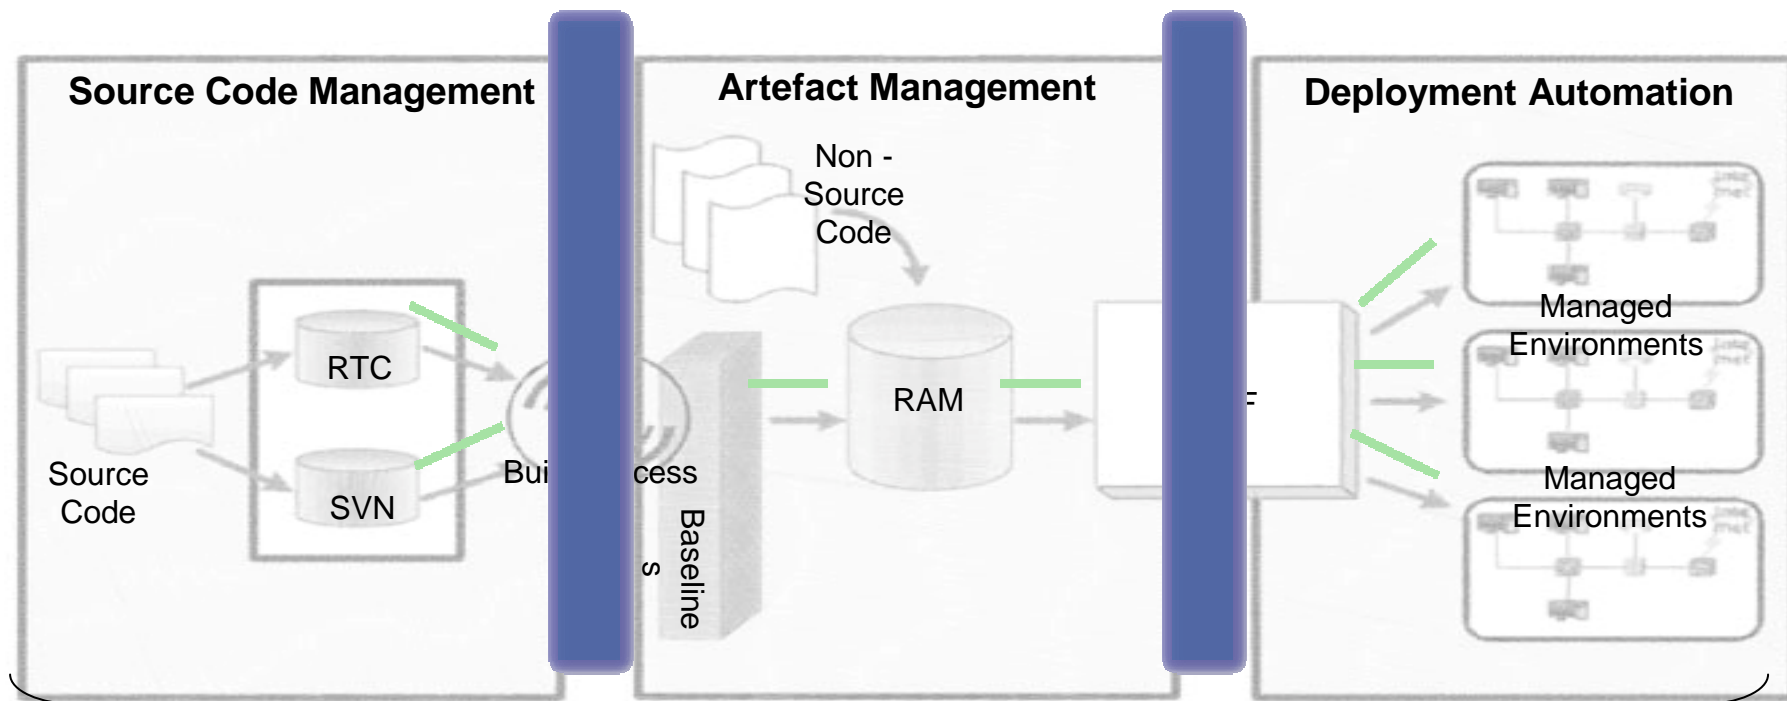 Source Code Management
Artefact Management
Deployment Automation
Non -
Source
Code
RTC
SVN
Source
Code
Baseline
s
RAM
Managed
Environments
Managed
Environments